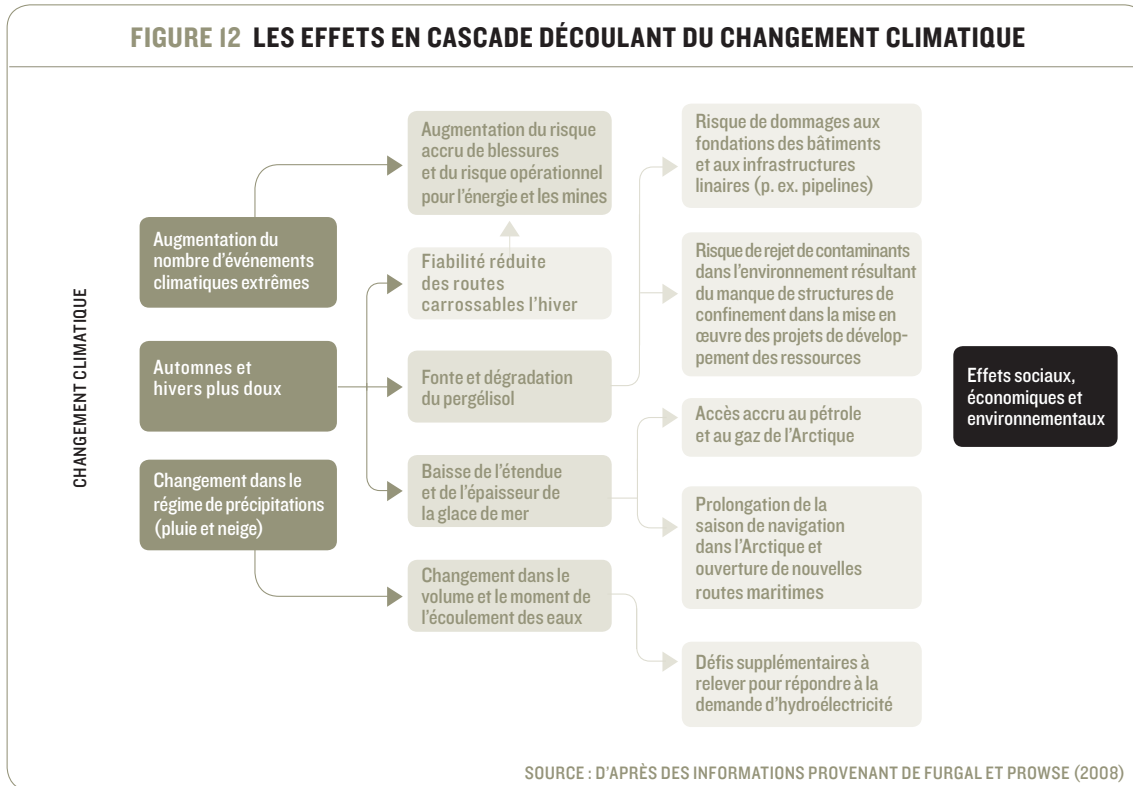 FIGURE 12 LES EFFETS EN CASCADE DÉCOULANT DU CHANGEMENT CLIMATIQUE
CHANGEMENT CLIMATIQUE
Augmentation du
nombre d'événements
climatiques extrêmes
Automnes et
hivers plus doux
Changement dans le
régime de précipitations
(pluie et neige)
Augmentation du risque
accru de blessures
et du risque opérationnel
pour l'énergie et les mines
Fiabilité réduite
des routes
carrossables l'hiver
Fonte et dégradation
du pergélisol
Baisse de l'étendue
et de l'épaisseur de
la glace de mer
Changement dans le
volume et le moment de
l'écoulement des eaux
Risque de dommages aux
fondations des bâtiments
et aux infrastructures
linaires (p. ex. pipelines)
Risque de rejet de contaminants
dans l'environnement résultant
du manque de structures de
confinement dans la mise en
œuvre des projets de dévelop-
pement des ressources
Accès accru au pétrole
et au gaz de l'Arctique
Prolongation de la
saison de navigation
dans l'Arctique et
ouverture de nouvelles
routes maritimes
Défis supplémentaires à
relever pour répondre à la
demande d'hydroélectricité
Effets sociaux,
économiques et
environnementaux
SOURCE : D'APRÈS DES INFORMATIONS PROVENANT DE FURGAL ET PROWSE (2008)